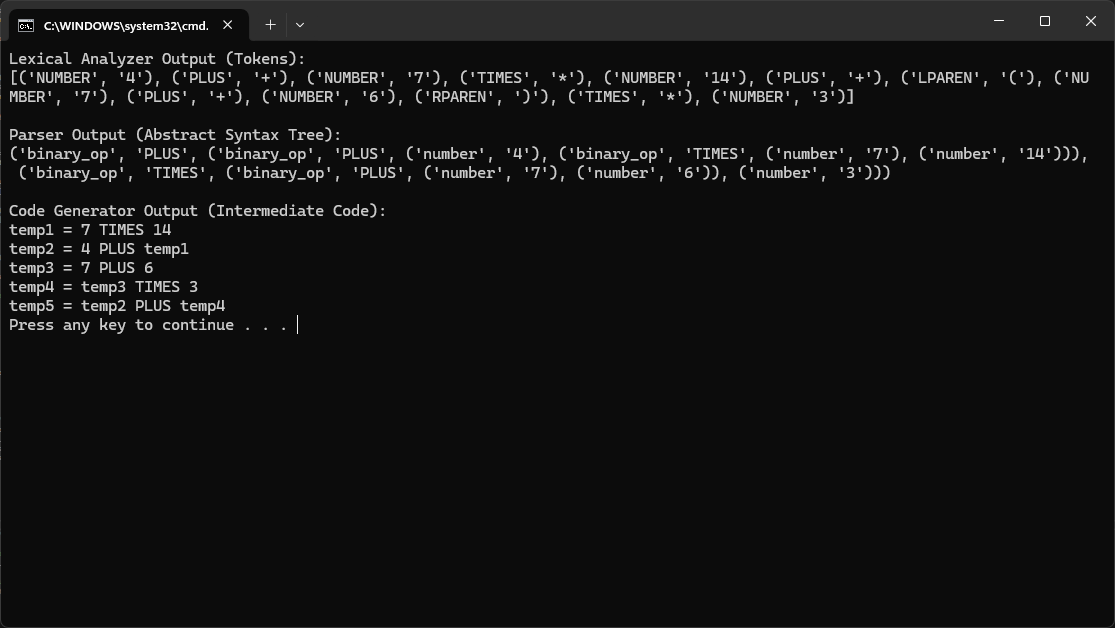 C:\WINDOWS\system32\cmd.
Lexical Analyzer Output (Tokens):
[('NUMBER', '4'), ('PLUS', '+'), ('NUMBER', '7'), ('TIMES', '*'), ('NUMBER', '14'), ('PLUS', '+'), ('LPAREN', '('), ('NU
MBER', '7'), ('PLUS', '+'), ('NUMBER', '6'), ('RPAREN', ')'), ('TIMES', '*'), ('NUMBER', '3')]
Parser Output (Abstract Syntax Tree):
('binary_op', 'PLUS', ('binary_op', 'PLUS', ('number', '4'), ('binary_op', 'TIMES', ('number', '7'), ('number', '14'))),
 ('binary_op', 'TIMES', ('binary_op', 'PLUS', ('number', '7'), ('number', '6')), ('number', '3')))
Code Generator Output (Intermediate Code):
temp1 = 7 TIMES 14
temp2 = 4 PLUS temp1
temp3 = 7 PLUS 6
temp4 = temp3 TIMES 3
temp5 = temp2 PLUS temp4
Press any key to continue . . .